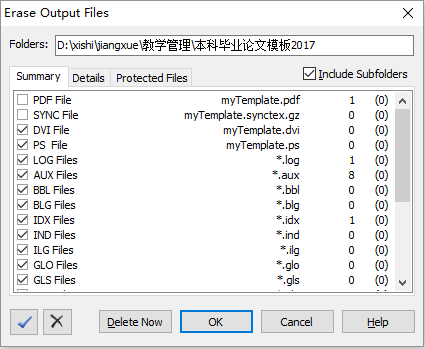 Erase Output Files
Folders: D:\xishi\jiangxue\教学管理\本科毕业论文模板2017
Summary Details Protected Files Include Subfolders
PDF File myTemplate.pdf 1 (0)
SYNC File myTemplate.synctex.gz 0 (0)
DVI File myTemplate.dvi 0 (0)
PS File myTemplate.ps 0 (0)
LOG Files *.log 1 (0)
AUX Files *.aux 8 (0)
BBL Files *.bbl 0 (0)
BLG Files *.blg 0 (0)
IDX Files *.idx 1 (0)
IND Files *.ind 0 (0)
ILG Files *.ilg 0 (0)
GLO Files *.glo 0 (0)
GLS Files *.gls 0 (0)
Delete Now OK Cancel Help